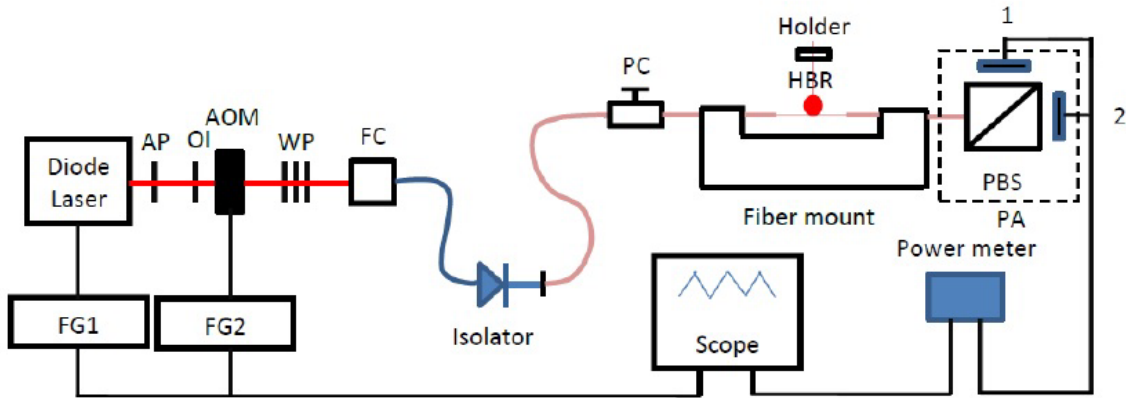 1
Holder
PC
HBR
2
AOM
AP
OI
WP
FC
Diode
Laser
PBS
Fiber mount
PA
Power meter
FG1
FG2
Isolator
Scope